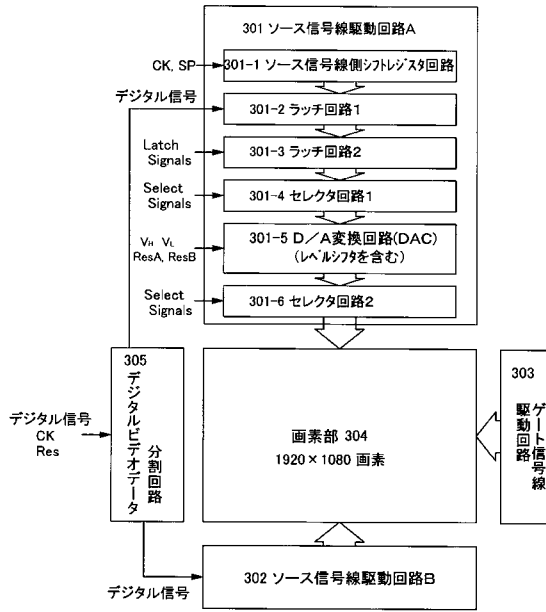 301 ソース信号線駆動回路A
CK, SP
301-1 ソース信号線側シフトレジスタ回路
デジタル信号
301-2 ラッチ回路1
Latch
Signals
301-3 ラッチ回路2
Select
Signals
301-4 セレクタ回路1
VH VL
ResA, ResB
301-5 D／A変換回路(DAC)
(レベルシフタを含む)
Select
Signals
301-6 セレクタ回路2
305
デジタルビデオデータ
分割回路
デジタル信号
CK
Res
画素部 304
1920×1080 画素
303
ゲート信号線
駆動回路
302 ソース信号線駆動回路B
デジタル信号